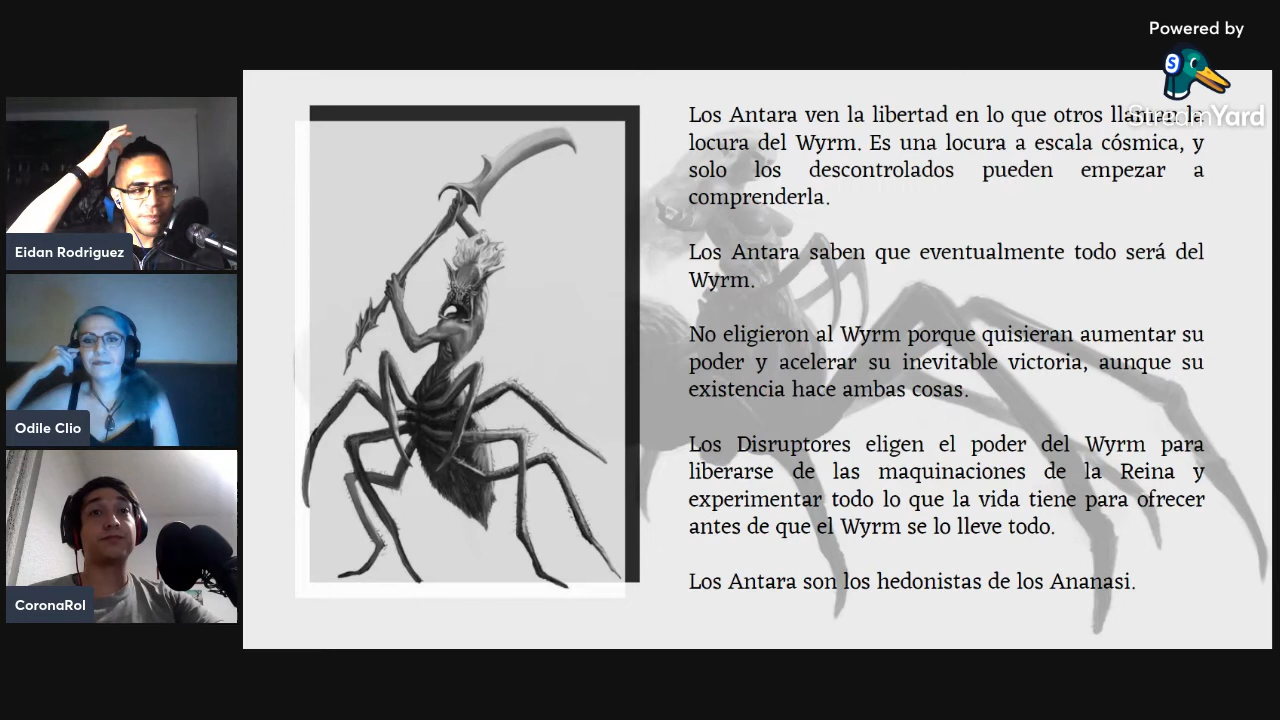 Powered by
StreamYard
Los Antara ven la libertad en lo que otros llaman la
locura del Wyrm. Es una locura a escala cósmica, y
solo los descontrolados pueden empezar a
comprenderla.
Los Antara saben que eventualmente todo será del
Wyrm.
No eligieron al Wyrm porque quisieran aumentar su
poder y acelerar su inevitable victoria, aunque su
existencia hace ambas cosas.
Los Disruptores eligen el poder del Wyrm para
liberarse de las maquinaciones de la Reina y
experimentar todo lo que la vida tiene para ofrecer
antes de que el Wyrm se lo lleve todo.
Los Antara son los hedonistas de los Ananasi.
Eidan Rodriguez
Odile Clio
CoronaRol